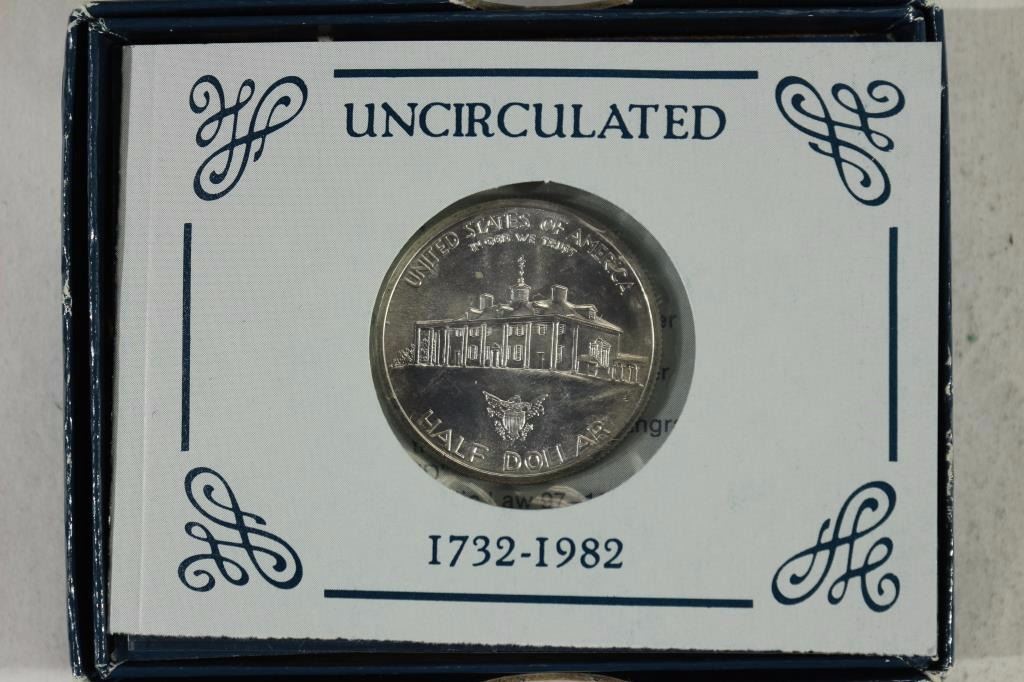 UNCIRCULATED
UNITED STATES OF AMERICA
IN GOD WE TRUST
HALF DOLLAR
1732-1982